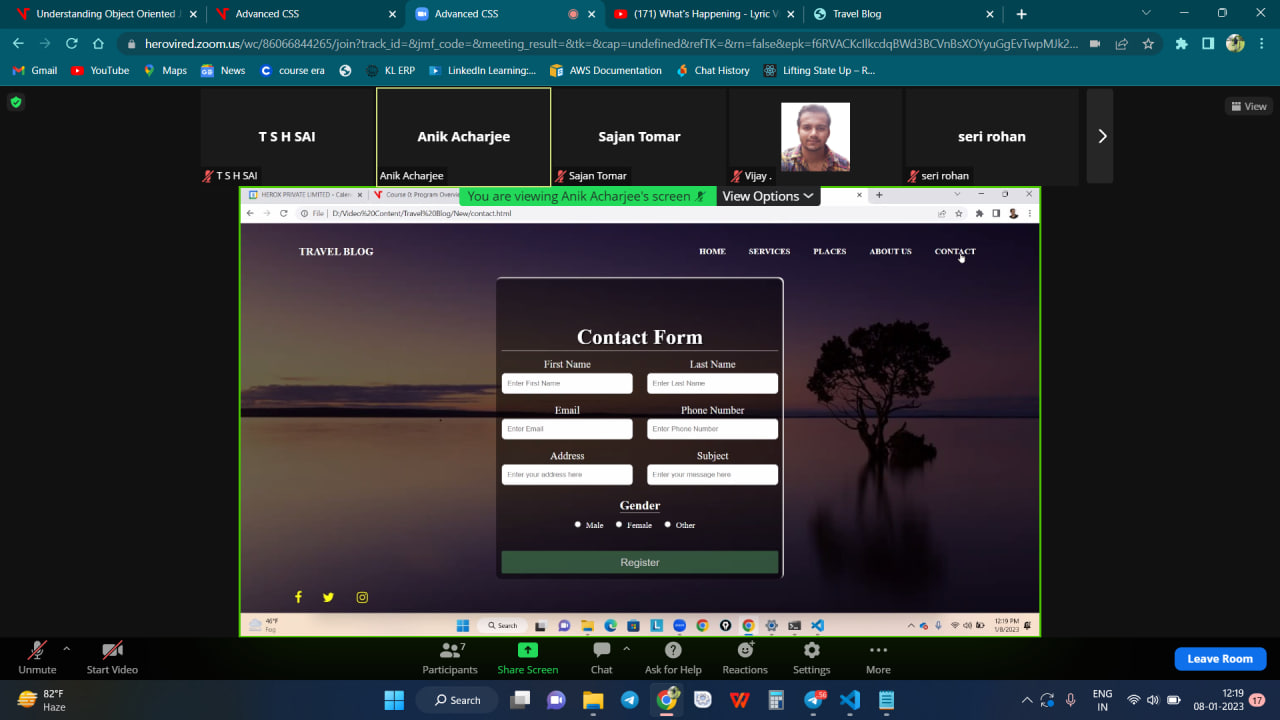 Understanding Object Oriented J
Advanced CSS
Advanced CSS
(171) What's Happening - Lyric V
Travel Blog
herovired.zoom.us/wc/86066844265/join?track_id=&jmf_code=&meeting_result=&tk=&cap=undefined&refTK=&rn=false&epk=f6RVACKcIlkcdqBWd3BCVnBsXOYyuGgEvTwpMJk2...
Gmail
YouTube
Maps
News
course era
KL ERP
LinkedIn Learning:...
AWS Documentation
Chat History
Lifting State Up – R...
View
T S H SAI
Anik Acharjee
Sajan Tomar
seri rohan
T S H SAI
Anik Acharjee
Sajan Tomar
Vijay .
seri rohan
HEROX PRIVATE LIMITED - Calen
Course 0: Program Overvie
You are viewing Anik Acharjee's screen
View Options
File
D:/Video%20Content/Travel%20Blog/New/contact.html
TRAVEL BLOG
HOME
SERVICES
PLACES
ABOUT US
CONTACT
Contact Form
First Name
Last Name
Enter First Name
Enter Last Name
Email
Phone Number
Enter Email
Enter Phone Number
Address
Subject
Enter your address here
Enter your message here
Gender
Male
Female
Other
Register
46°F
Fog
Search
12:19 PM
1/8/2023
Unmute
Start Video
7
Participants
Share Screen
Chat
Ask for Help
Reactions
Settings
More
Leave Room
82°F
Haze
Search
56
ENG
IN
12:19
08-01-2023
17